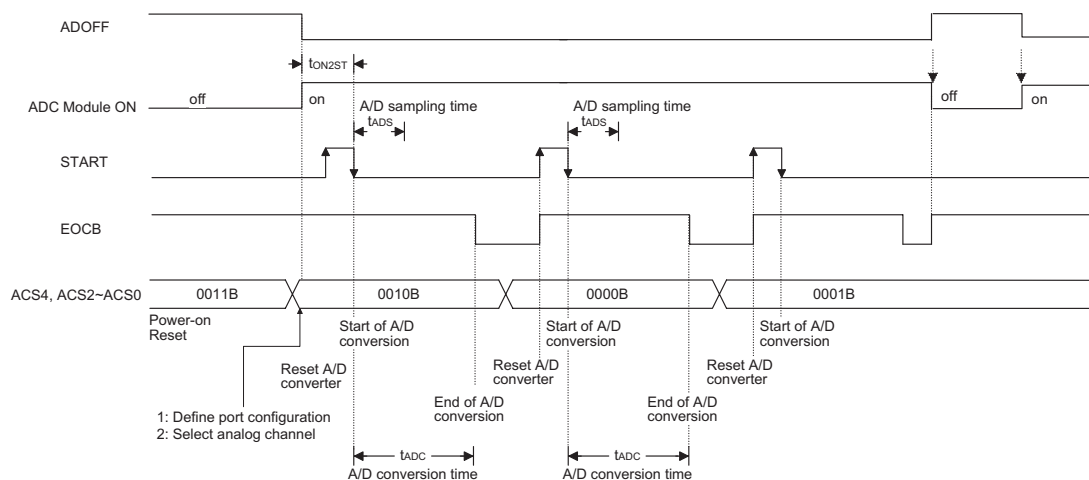 ADOFF
tON2ST
ADC Module ON
off
on
A/D sampling time
tADS
A/D sampling time
tADS
off
on
START
EOCB
ACS4, ACS2~ACS0
0011B
0010B
0000B
0001B
Power-on
Reset
Start of A/D
conversion
Start of A/D
conversion
Start of A/D
conversion
Reset A/D
converter
Reset A/D
converter
Reset A/D
converter
End of A/D
conversion
End of A/D
conversion
1: Define port configuration
2: Select analog channel
tADC
A/D conversion time
tADC
A/D conversion time